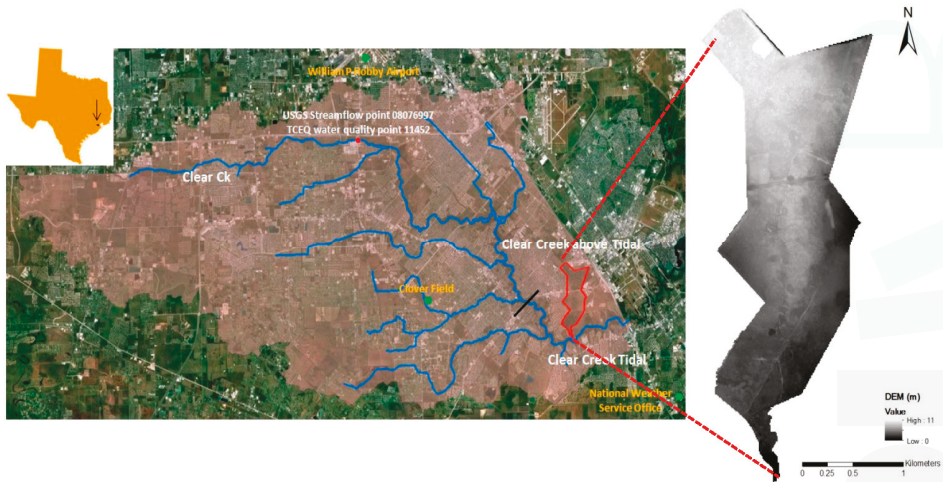 William P Hobby Airport
USGS Streamflow point 08076997
TCEQ water quality point 11452
Clear Ck
Clear Creek above Tidal
Clover Field
Clear Creek Tidal
National Weather
Service Office
N
DEM (m)
Value
High : 11
Low : 0
Kilometers
0 0.25 0.5 1